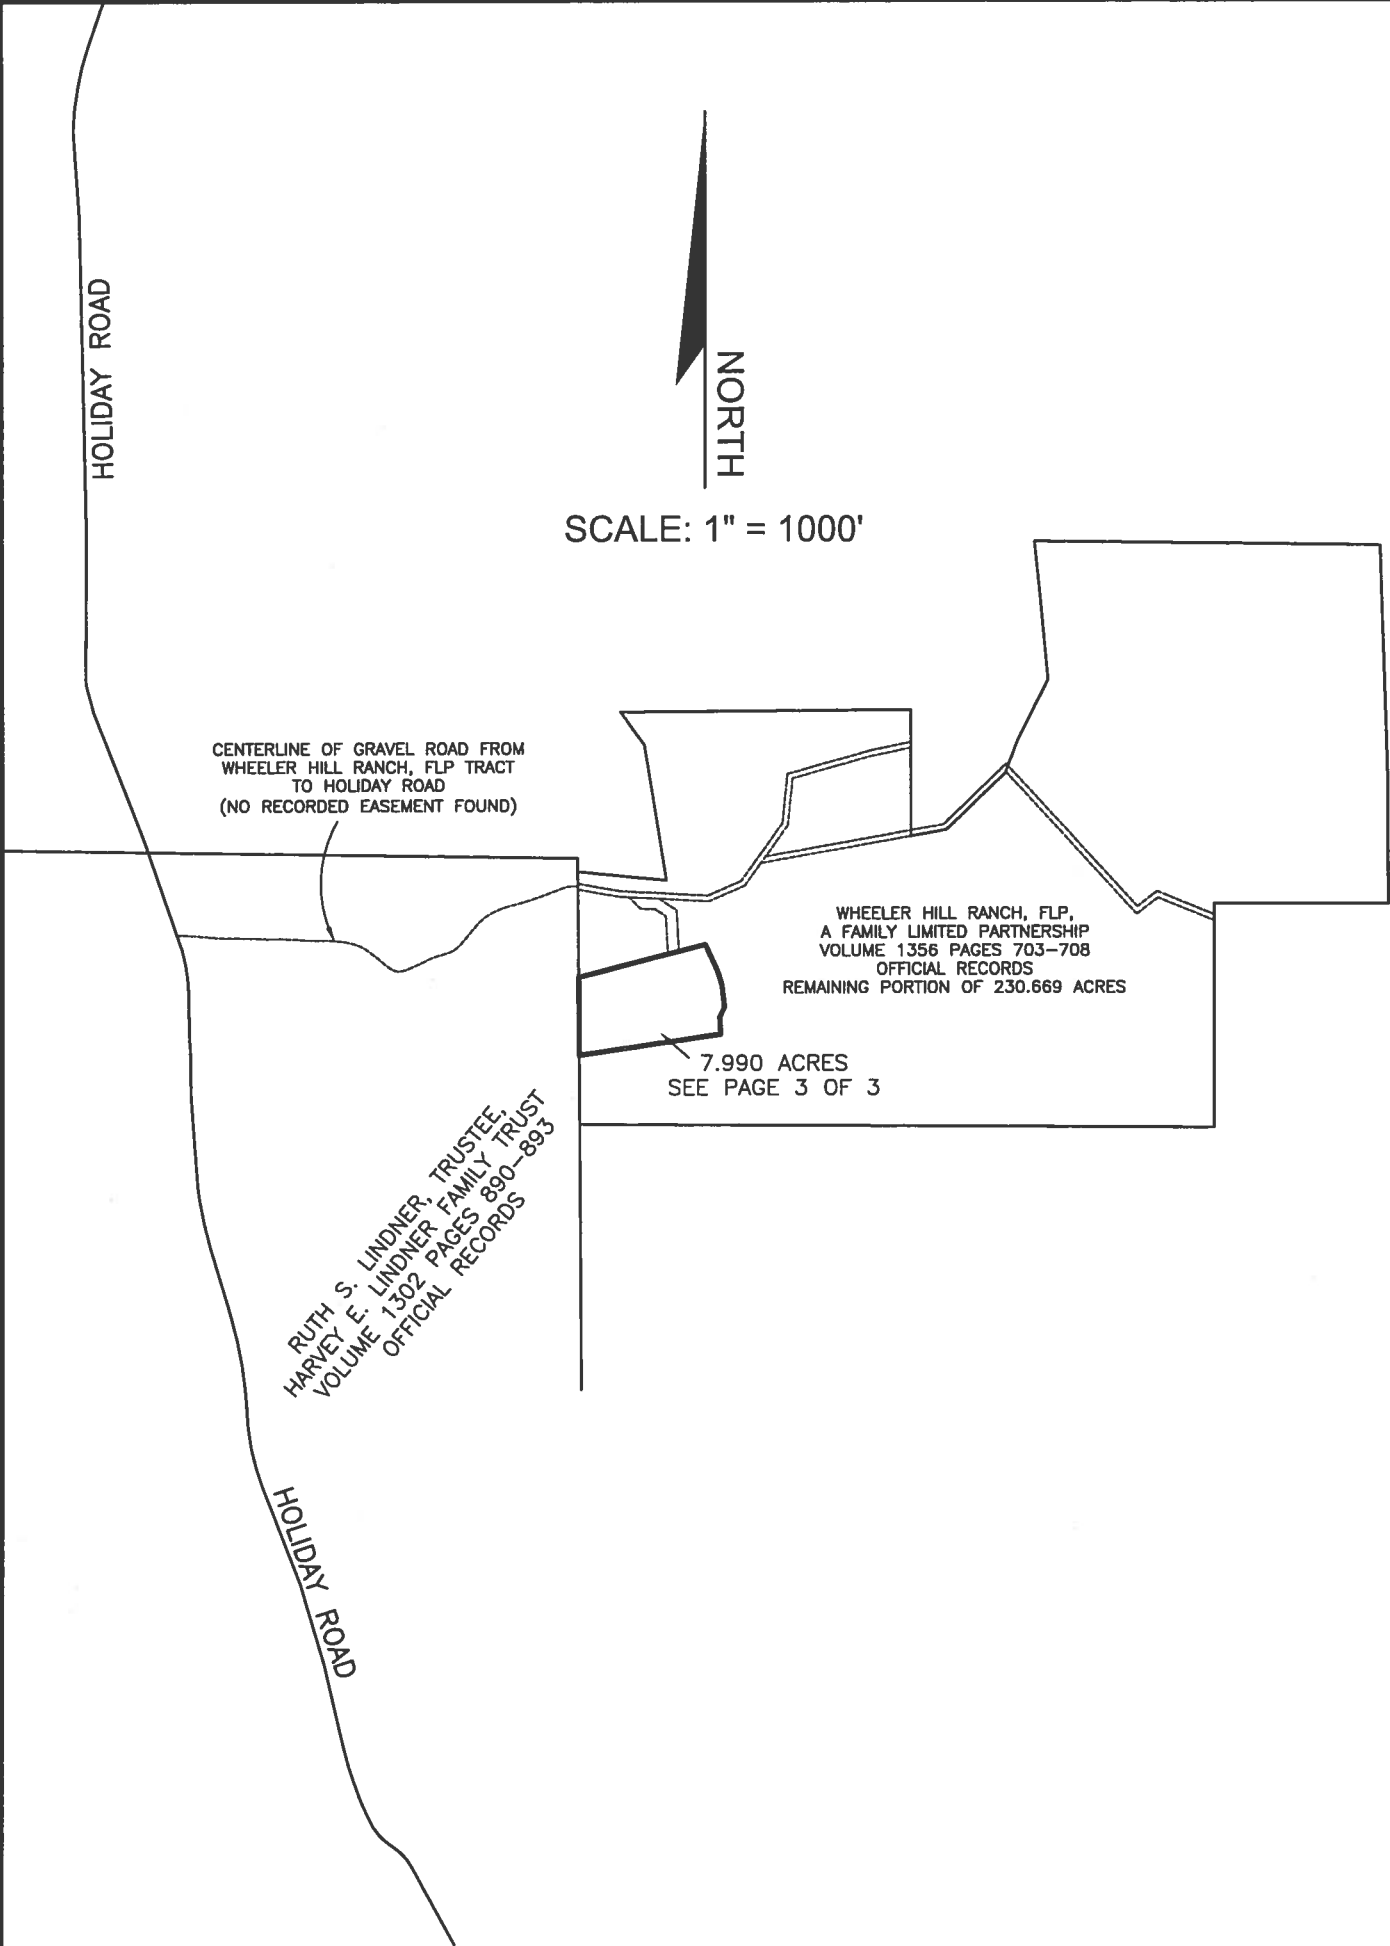 HOLIDAY ROAD
NORTH
SCALE: 1" = 1000'
CENTERLINE OF GRAVEL ROAD FROM
WHEELER HILL RANCH, FLP TRACT
TO HOLIDAY ROAD
(NO RECORDED EASEMENT FOUND)
WHEELER HILL RANCH, FLP,
A FAMILY LIMITED PARTNERSHIP
VOLUME 1356 PAGES 703-708
OFFICIAL RECORDS
REMAINING PORTION OF 230.669 ACRES
7.990 ACRES
SEE PAGE 3 OF 3
RUTH S. LINDNER, TRUSTEE,
HARVEY E. LINDNER FAMILY TRUST
VOLUME 1302 PAGES 890-893
OFFICIAL RECORDS
HOLIDAY ROAD